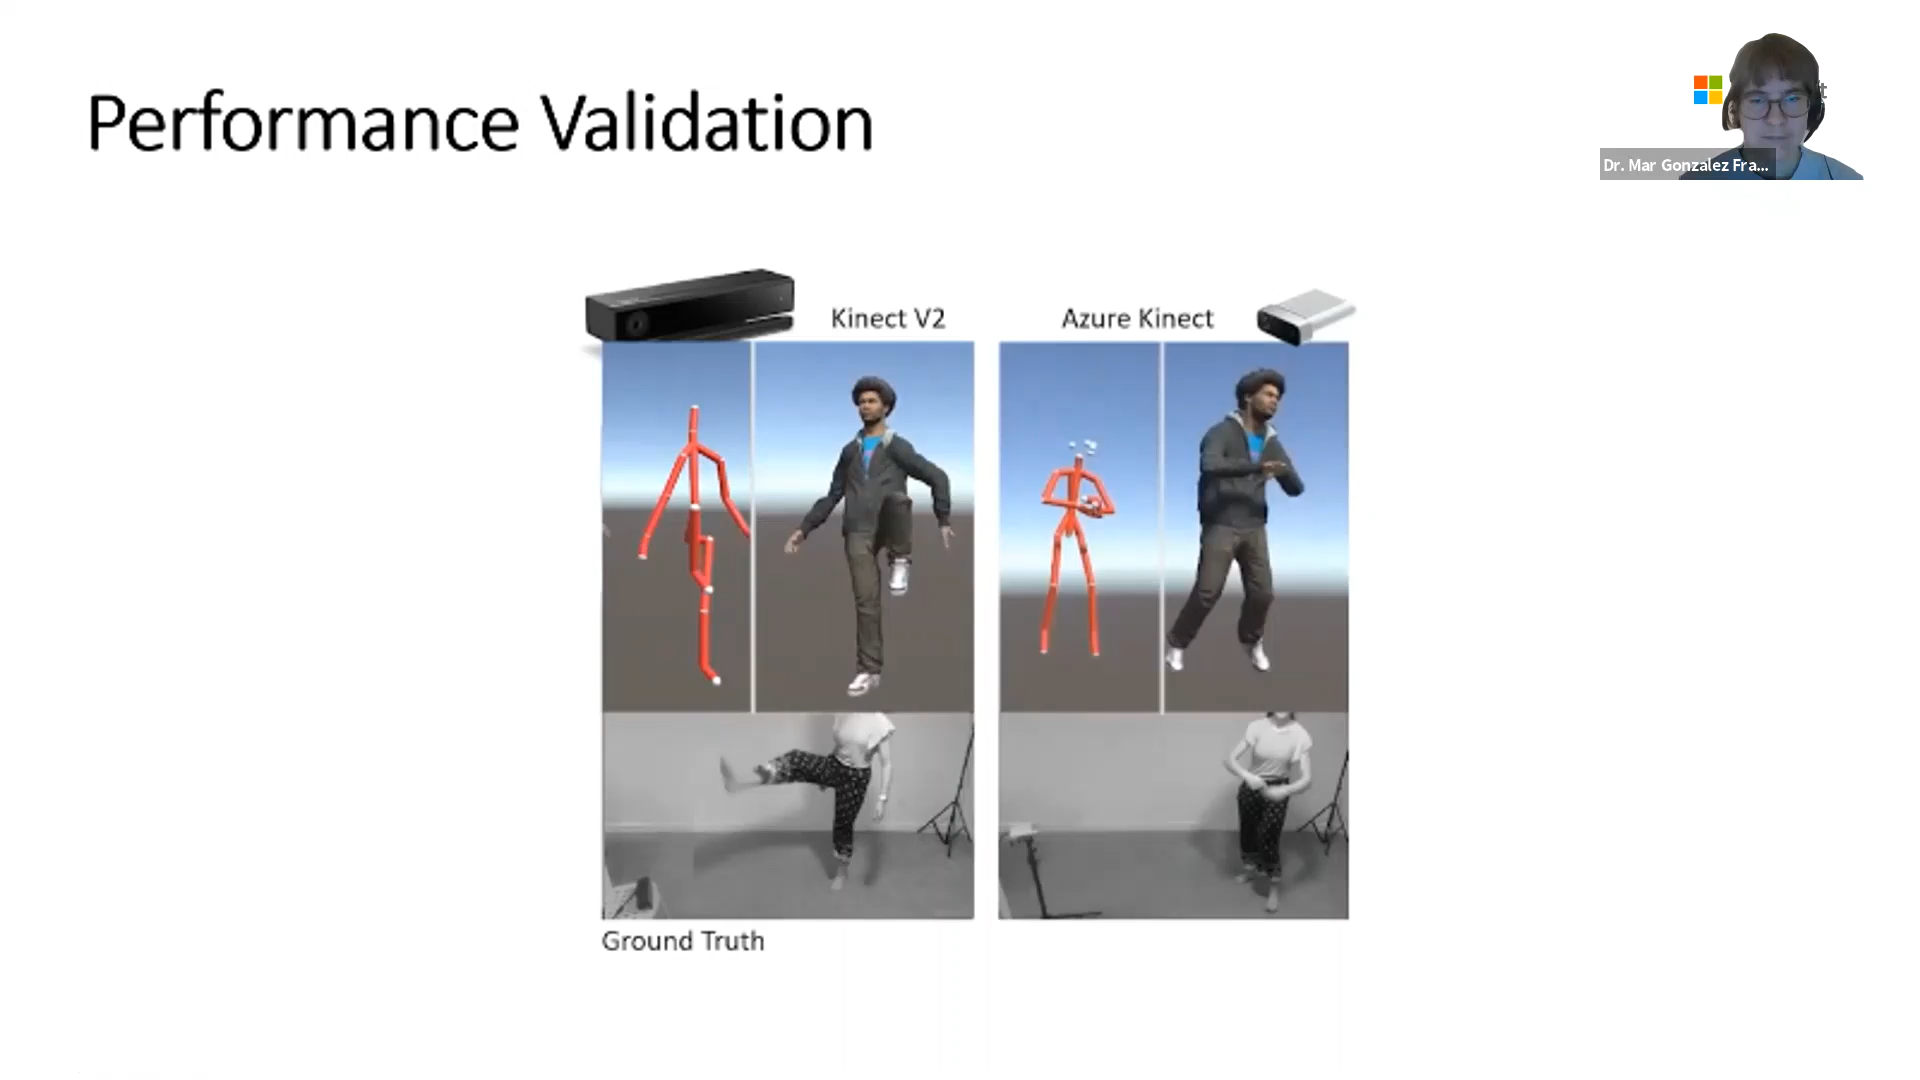 Performance Validation
Dr. Mar Gonzalez Fra...
Kinect V2
Azure Kinect
Ground Truth